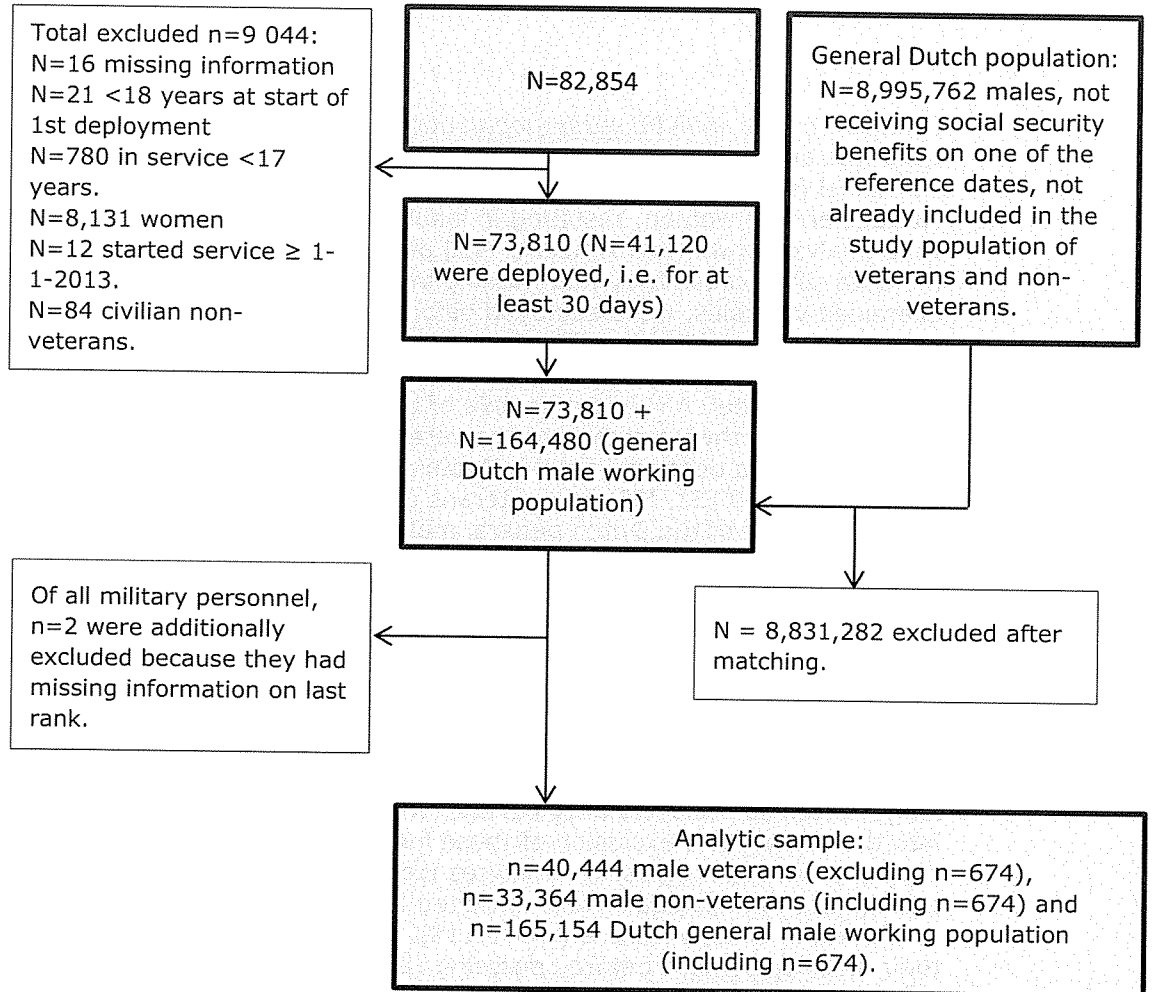 Total excluded n=9 044:
N=16 missing information
N=21 <18 years at start of
1st deployment
N=780 in service <17
years.
N=8,131 women
N=12 started service ≥ 1-
1-2013.
N=84 civilian non-
veterans.
N=82,854
General Dutch population:
N=8,995,762 males, not
receiving social security
benefits on one of the
reference dates, not
already included in the
study population of
veterans and non-
veterans.
N=73,810 (N=41,120
were deployed, i.e. for at
least 30 days)
N=73,810 +
N=164,480 (general
Dutch male working
population)
Of all military personnel,
n=2 were additionally
excluded because they had
missing information on last
rank.
N = 8,831,282 excluded after
matching.
Analytic sample:
n=40,444 male veterans (excluding n=674),
n=33,364 male non-veterans (including n=674) and
n=165,154 Dutch general male working population
(including n=674).